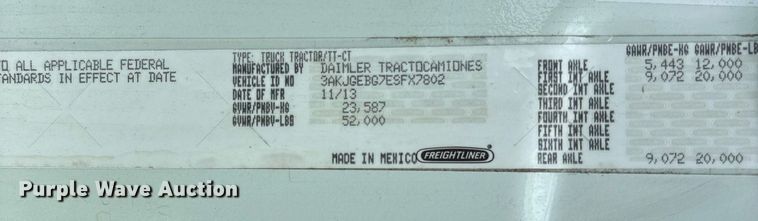 TO ALL APPLICABLE FEDERAL
STANDARDS IN EFFECT AT DATE
TYPE: TRUCK TRACTOR/TT-CT
MANUFACTURED BY DAIMLER TRACTOCAMIONES
VEHICLE ID NO 3AKJGEBG7ESFX7802
DATE OF MFR 11/13
GVWR/PNBV-KG 23,587
GVWR/PNBV-LBS 52,000
MADE IN MEXICO FREIGHTLINER
GAWR/PNBE-KG GAWR/PNBE-LB
FRONT AXLE 5,443 12,000
FIRST INT AXLE 9,072 20,000
SECOND INT AXLE
THIRD INT AXLE
FOURTH INT AXLE
FIFTH INT AXLE
SIXTH INT AXLE
REAR AXLE 9,072 20,000
Purple Wave Auction